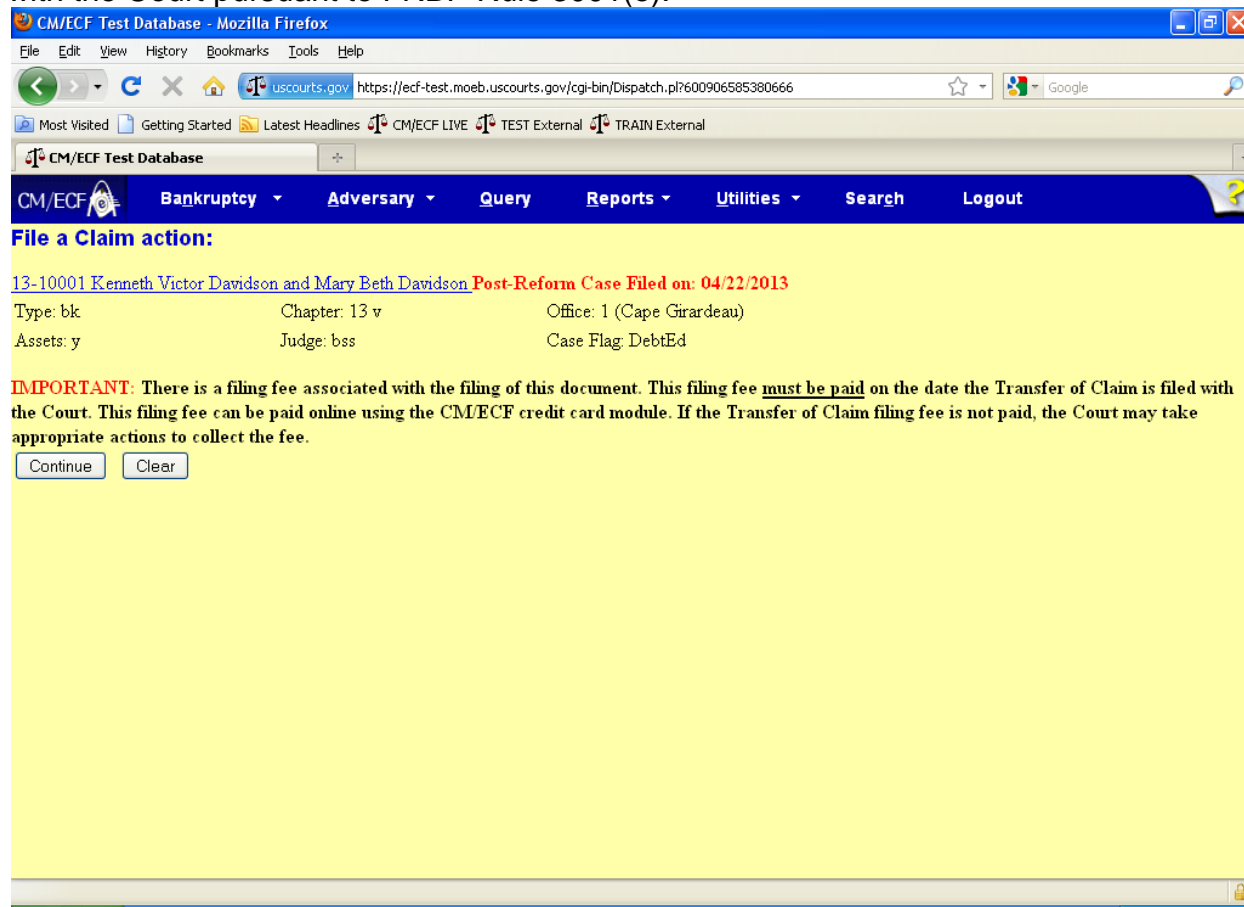 with the Court pursuant to FRBP Rule 3001(e).
CM/ECF Test Database - Mozilla Firefox
File Edit View History Bookmarks Tools Help
uscourts.gov https://ecf-test.moeb.uscourts.gov/cgi-bin/Dispatch.pl?600906585380666 Google
Most Visited Getting Started Latest Headlines CM/ECF LIVE TEST External TRAIN External
CM/ECF Test Database
CM/ECF Bankruptcy Adversary Query Reports Utilities Search Logout ?
File a Claim action:
13-10001 Kenneth Victor Davidson and Mary Beth Davidson Post-Reform Case Filed on: 04/22/2013
Type: bk Chapter: 13 v Office: 1 (Cape Girardeau)
Assets: y Judge: bss Case Flag: DebtEd
IMPORTANT: There is a filing fee associated with the filing of this document. This filing fee must be paid on the date the Transfer of Claim is filed with
the Court. This filing fee can be paid online using the CM/ECF credit card module. If the Transfer of Claim filing fee is not paid, the Court may take
appropriate actions to collect the fee.
Continue Clear